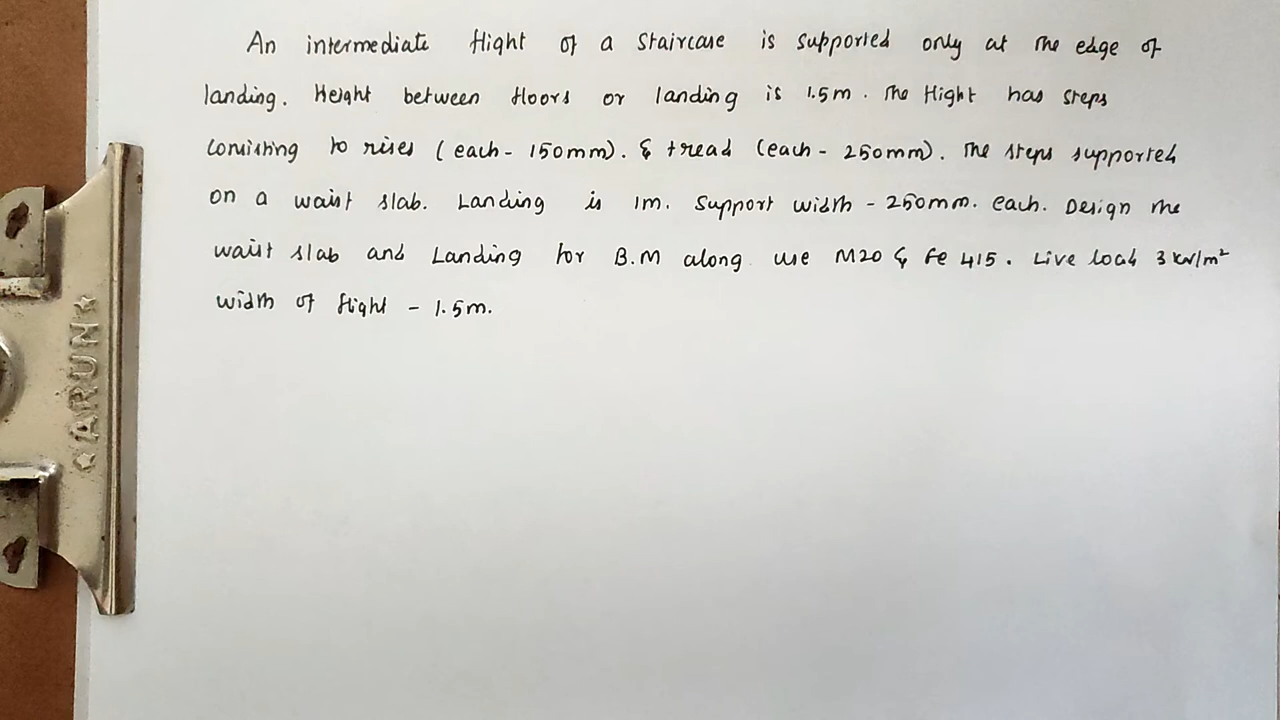 An intermediate flight of a staircase is supported only at the edge of
landing. Height between floors or landing is 1.5m. The flight has steps
consisting to rises (each - 150mm). & tread (each - 250mm). The steps supported
on a waist slab. Landing is 1m. Support width - 250mm. each. Design the
waist slab and Landing for B.M along use M20 & Fe 415. Live load 3 kN/m²
width of flight - 1.5m.
ARUN